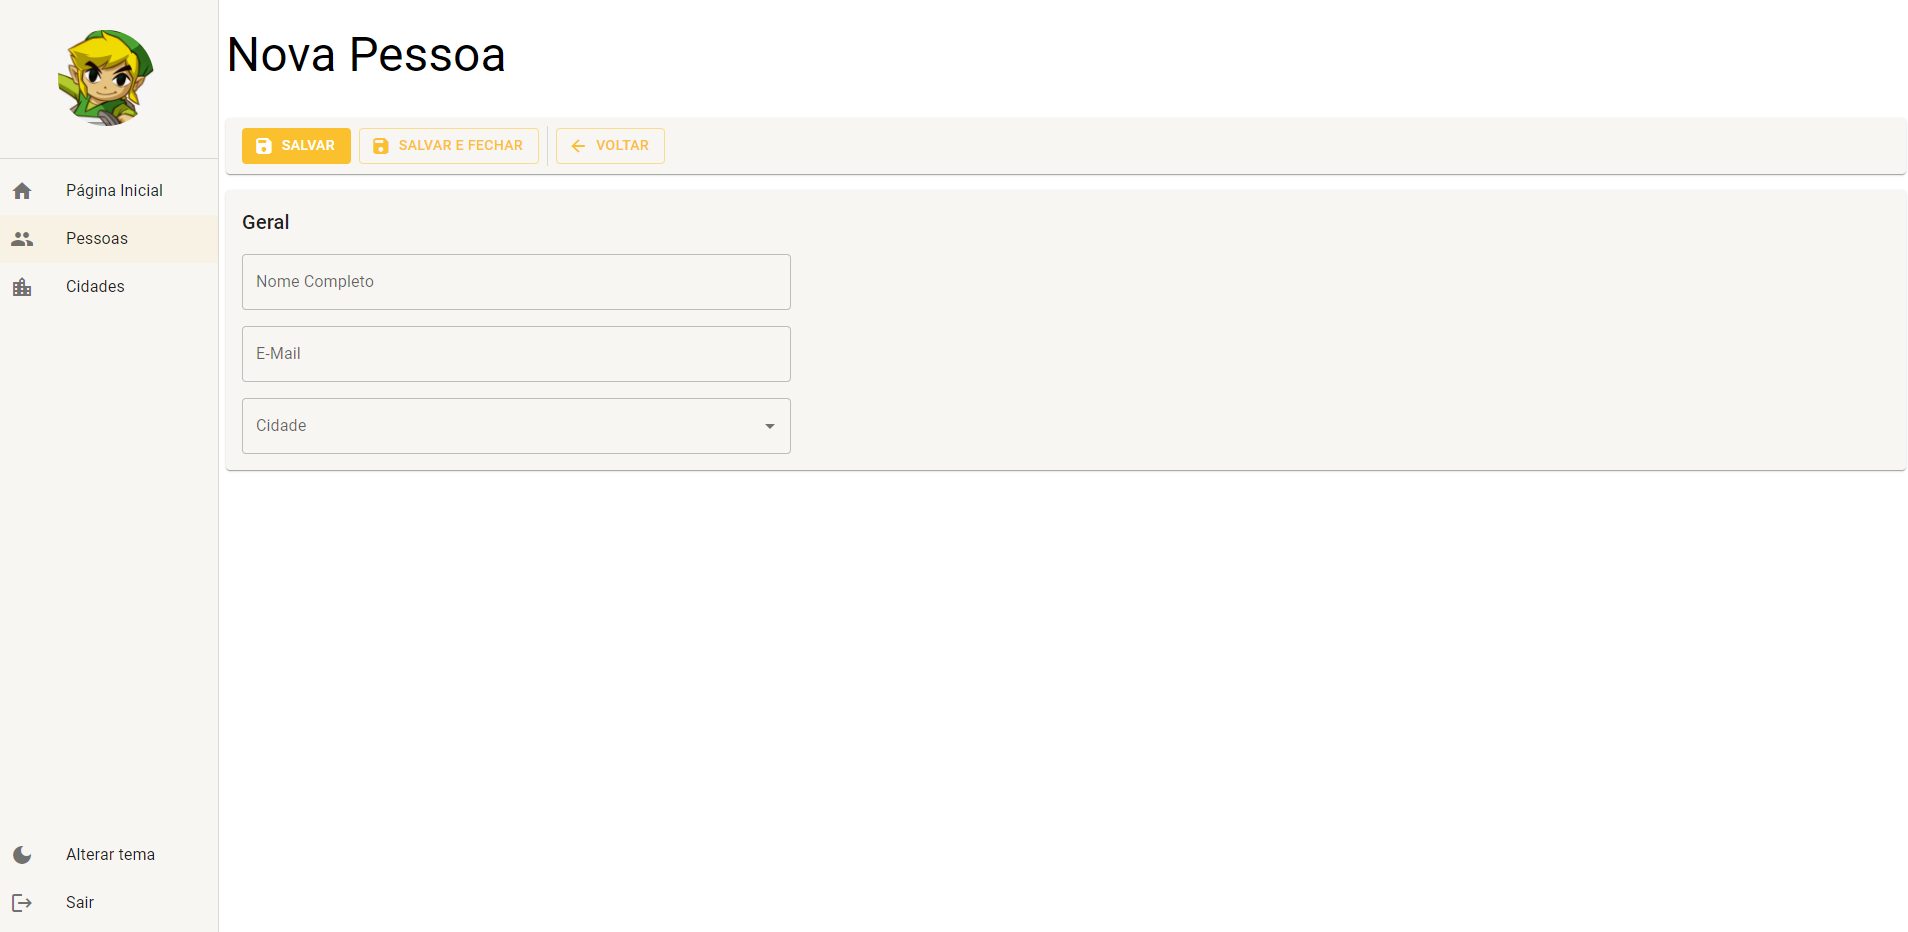 Nova Pessoa
SALVAR
SALVAR E FECHAR
VOLTAR
Página Inicial
Pessoas
Cidades
Geral
Nome Completo
E-Mail
Cidade
Alterar tema
Sair